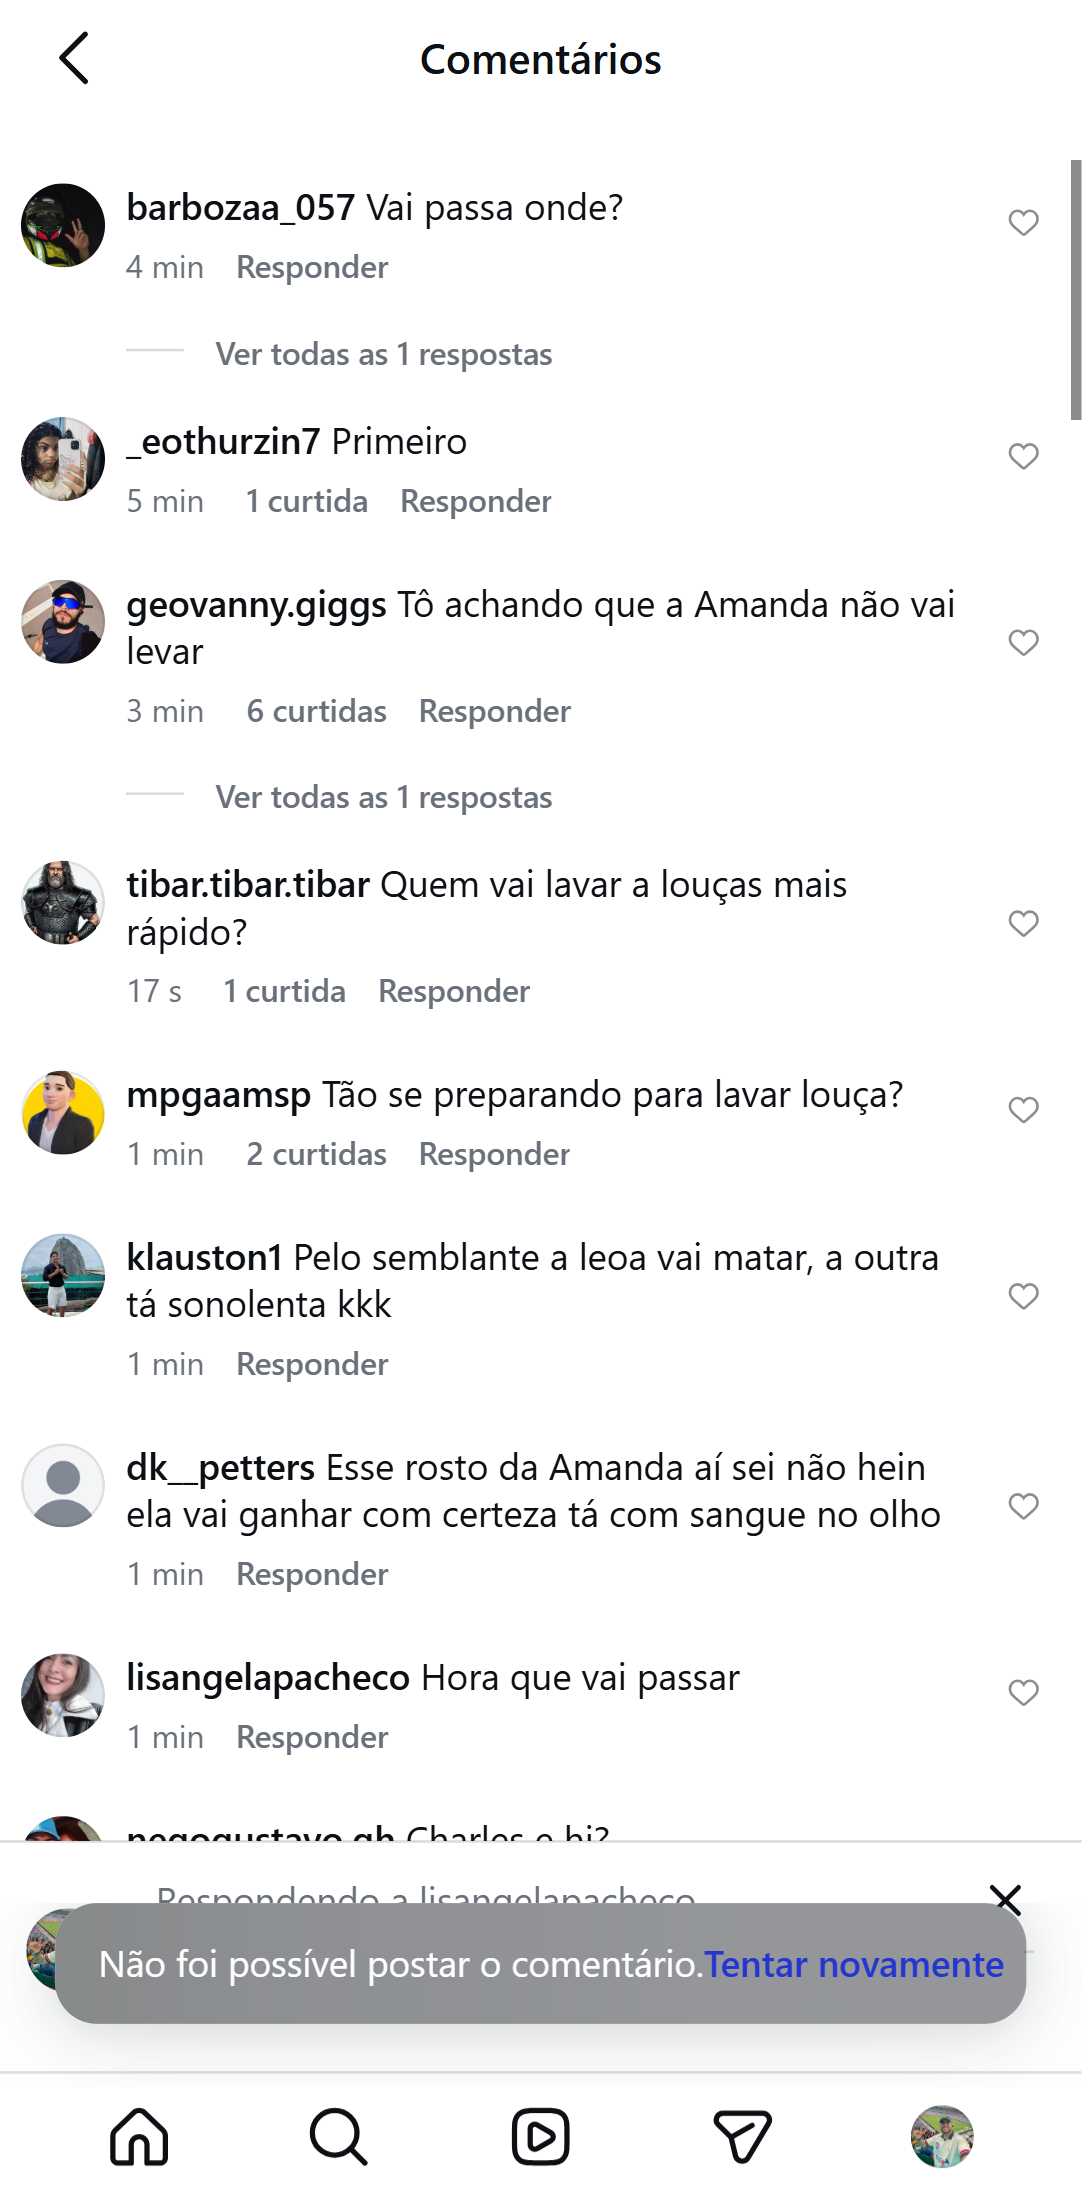 Comentários
barbozaa_057 Vai passa onde?
4 min Responder
Ver todas as 1 respostas
_eothurzin7 Primeiro
5 min 1 curtida Responder
geovanny.giggs Tô achando que a Amanda não vai
levar
3 min 6 curtidas Responder
Ver todas as 1 respostas
tibar.tibar.tibar Quem vai lavar a louças mais
rápido?
17 s 1 curtida Responder
mpgaamsp Tão se preparando para lavar louça?
1 min 2 curtidas Responder
klauston1 Pelo semblante a leoa vai matar, a outra
tá sonolenta kkk
1 min Responder
dk__petters Esse rosto da Amanda aí sei não hein
ela vai ganhar com certeza tá com sangue no olho
1 min Responder
lisangelapacheco Hora que vai passar
1 min Responder
negogustavo.gh Charles e hi?
Respondendo a lisangelapacheco
Não foi possível postar o comentário.Tentar novamente